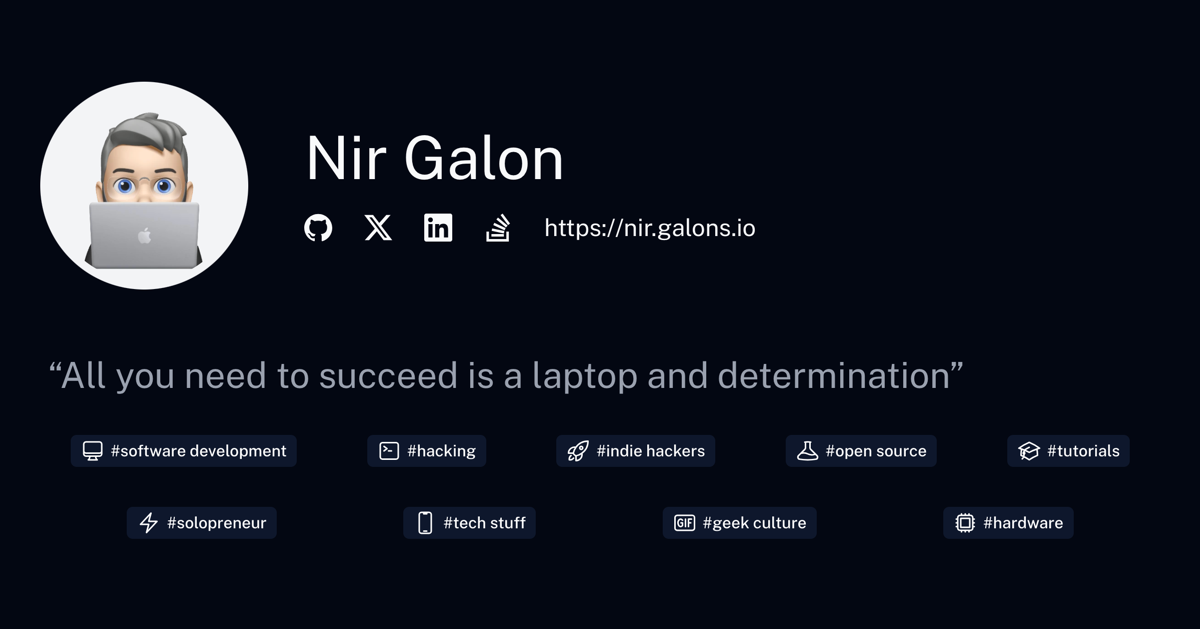 Nir Galon
in https://nir.galons.io
“All you need to succeed is a laptop and determination”
#software development #hacking #indie hackers #open source #tutorials
#solopreneur #tech stuff GIF #geek culture #hardware